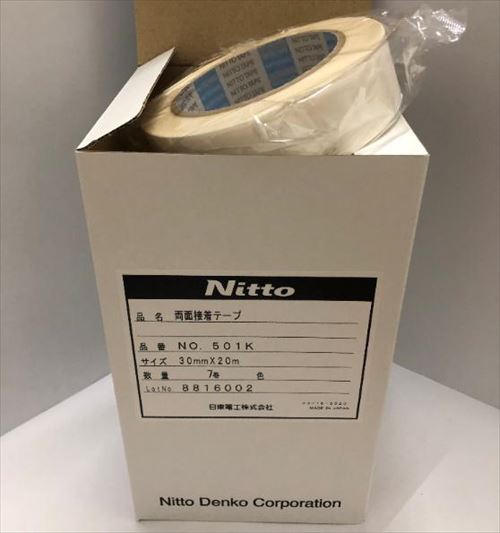 NITTO TAPE
Nitto
品 名 両面接着テープ
品 番 NO. 501K
サイズ 30mmX20m
数 量 7巻 色
Lot No 8816002
日東電工株式会社
MADE IN JAPAN
Nitto Denko Corporation